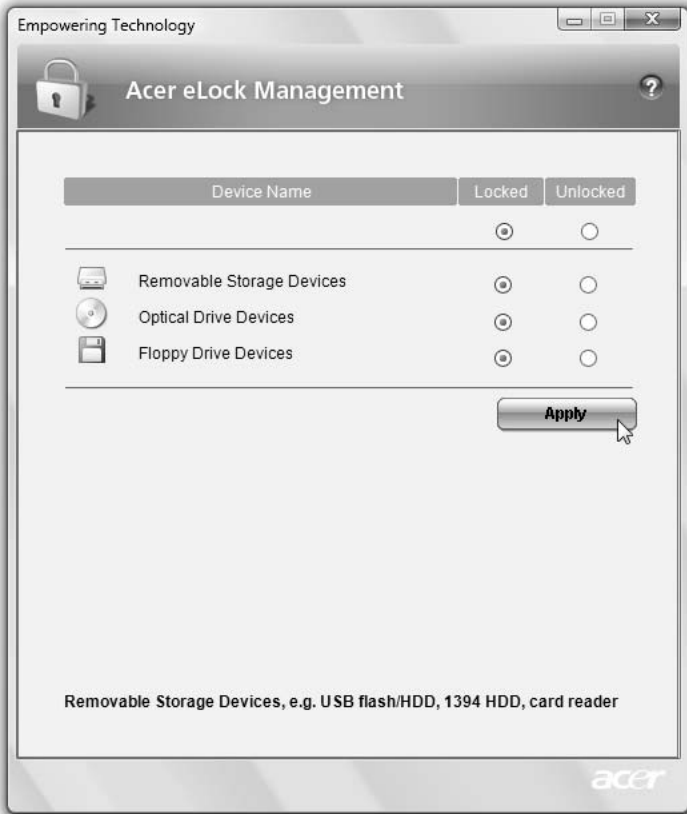 Empowering Technology
Acer eLock Management
?
Device Name Locked Unlocked
Removable Storage Devices
Optical Drive Devices
Floppy Drive Devices
Apply
Removable Storage Devices, e.g. USB flash/HDD, 1394 HDD, card reader
acer